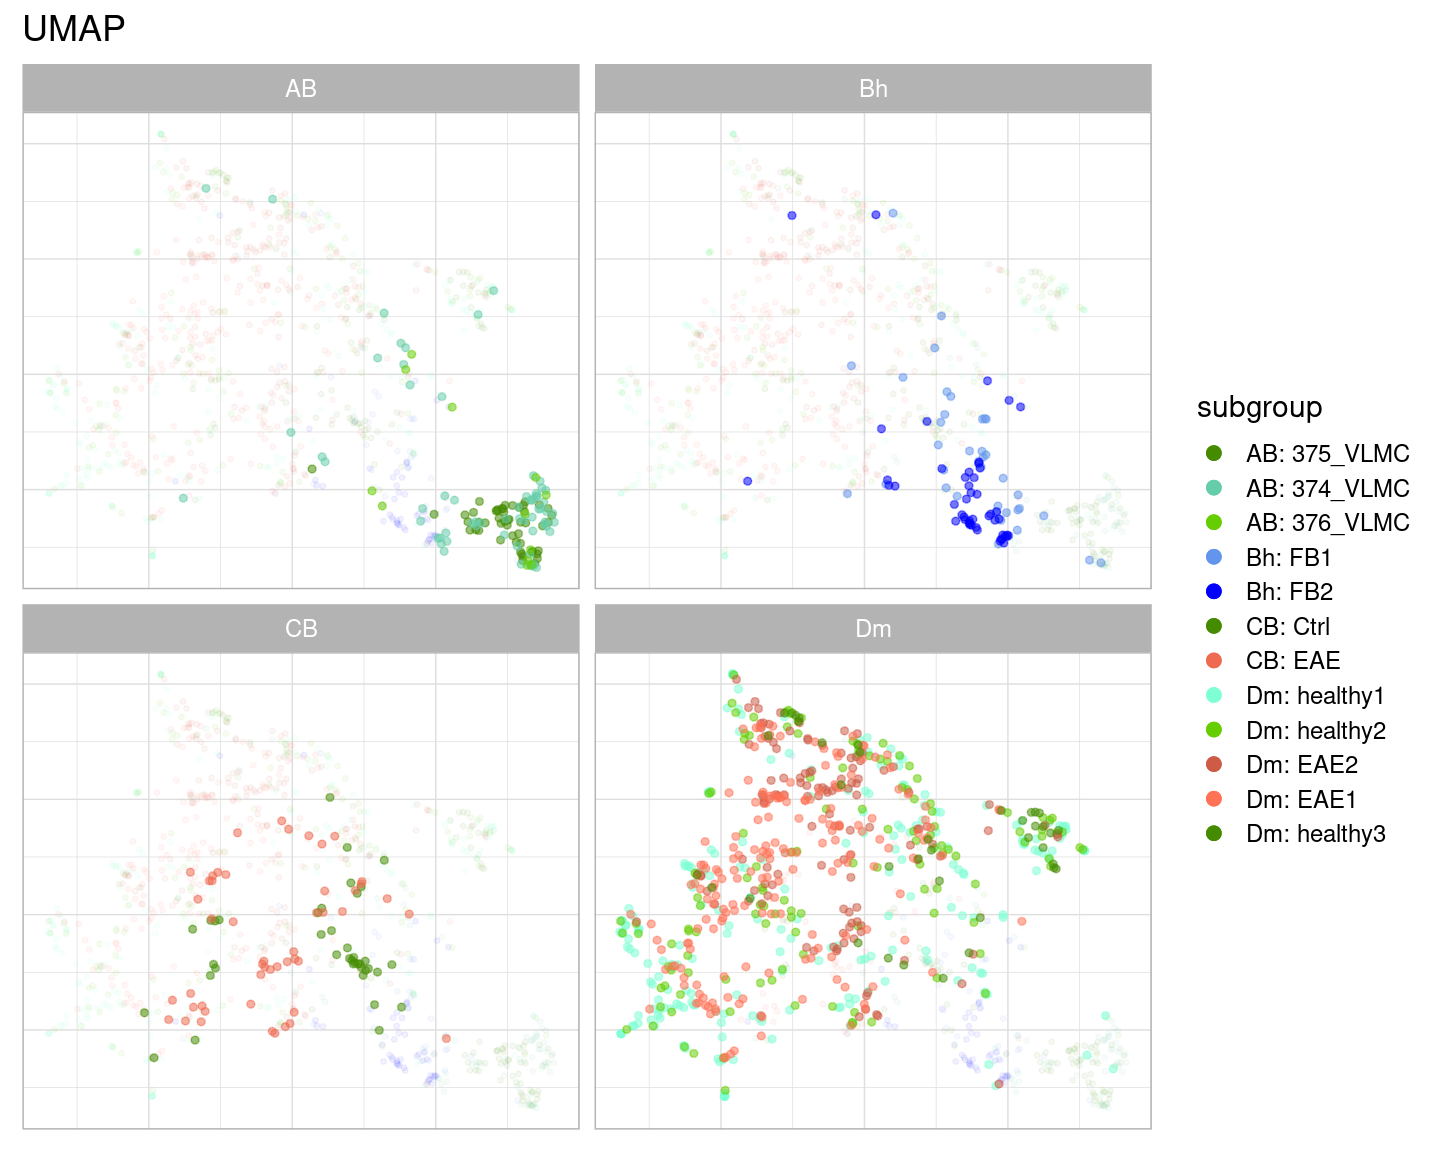 UMAP
AB
Bh
CB
Dm
subgroup
AB: 375_VLMC
AB: 374_VLMC
AB: 376_VLMC
Bh: FB1
Bh: FB2
CB: Ctrl
CB: EAE
Dm: healthy1
Dm: healthy2
Dm: EAE2
Dm: EAE1
Dm: healthy3